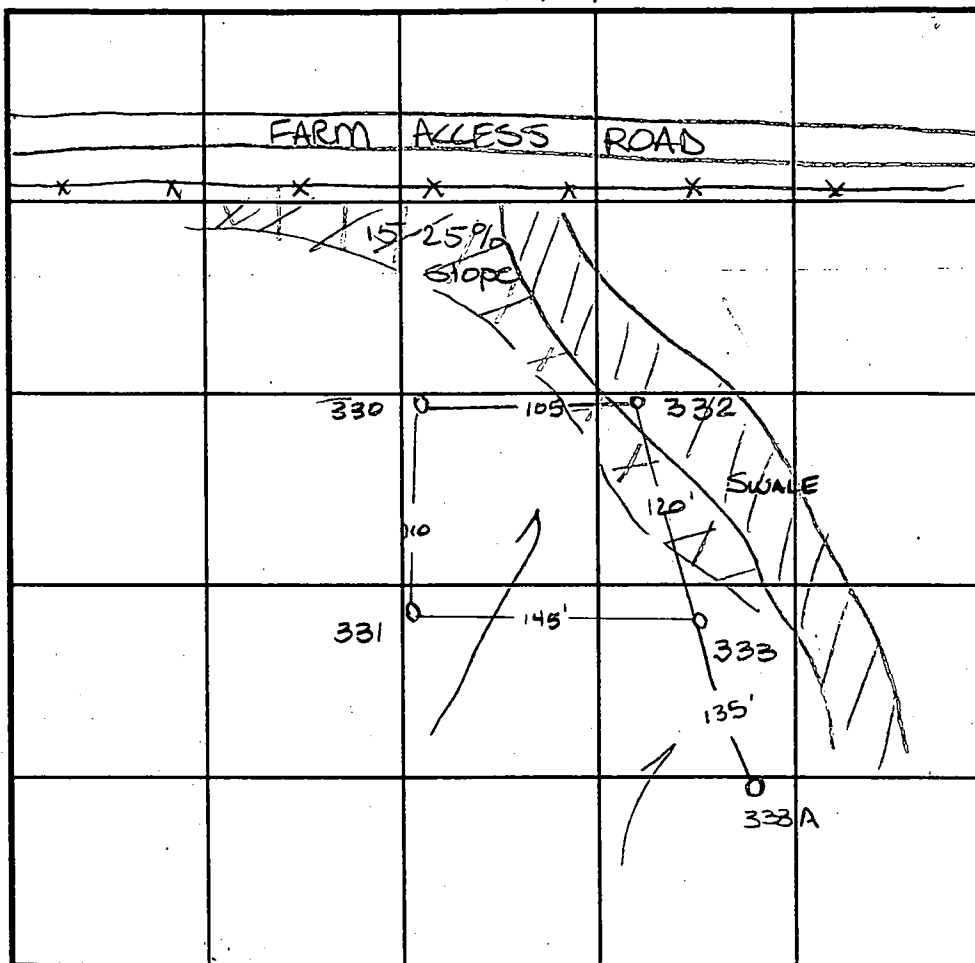 FARM ACCESS ROAD
x x x x x x x
15-25%
slope
330 105 332
SWALE
120'
110
331 145' 333
135'
333A